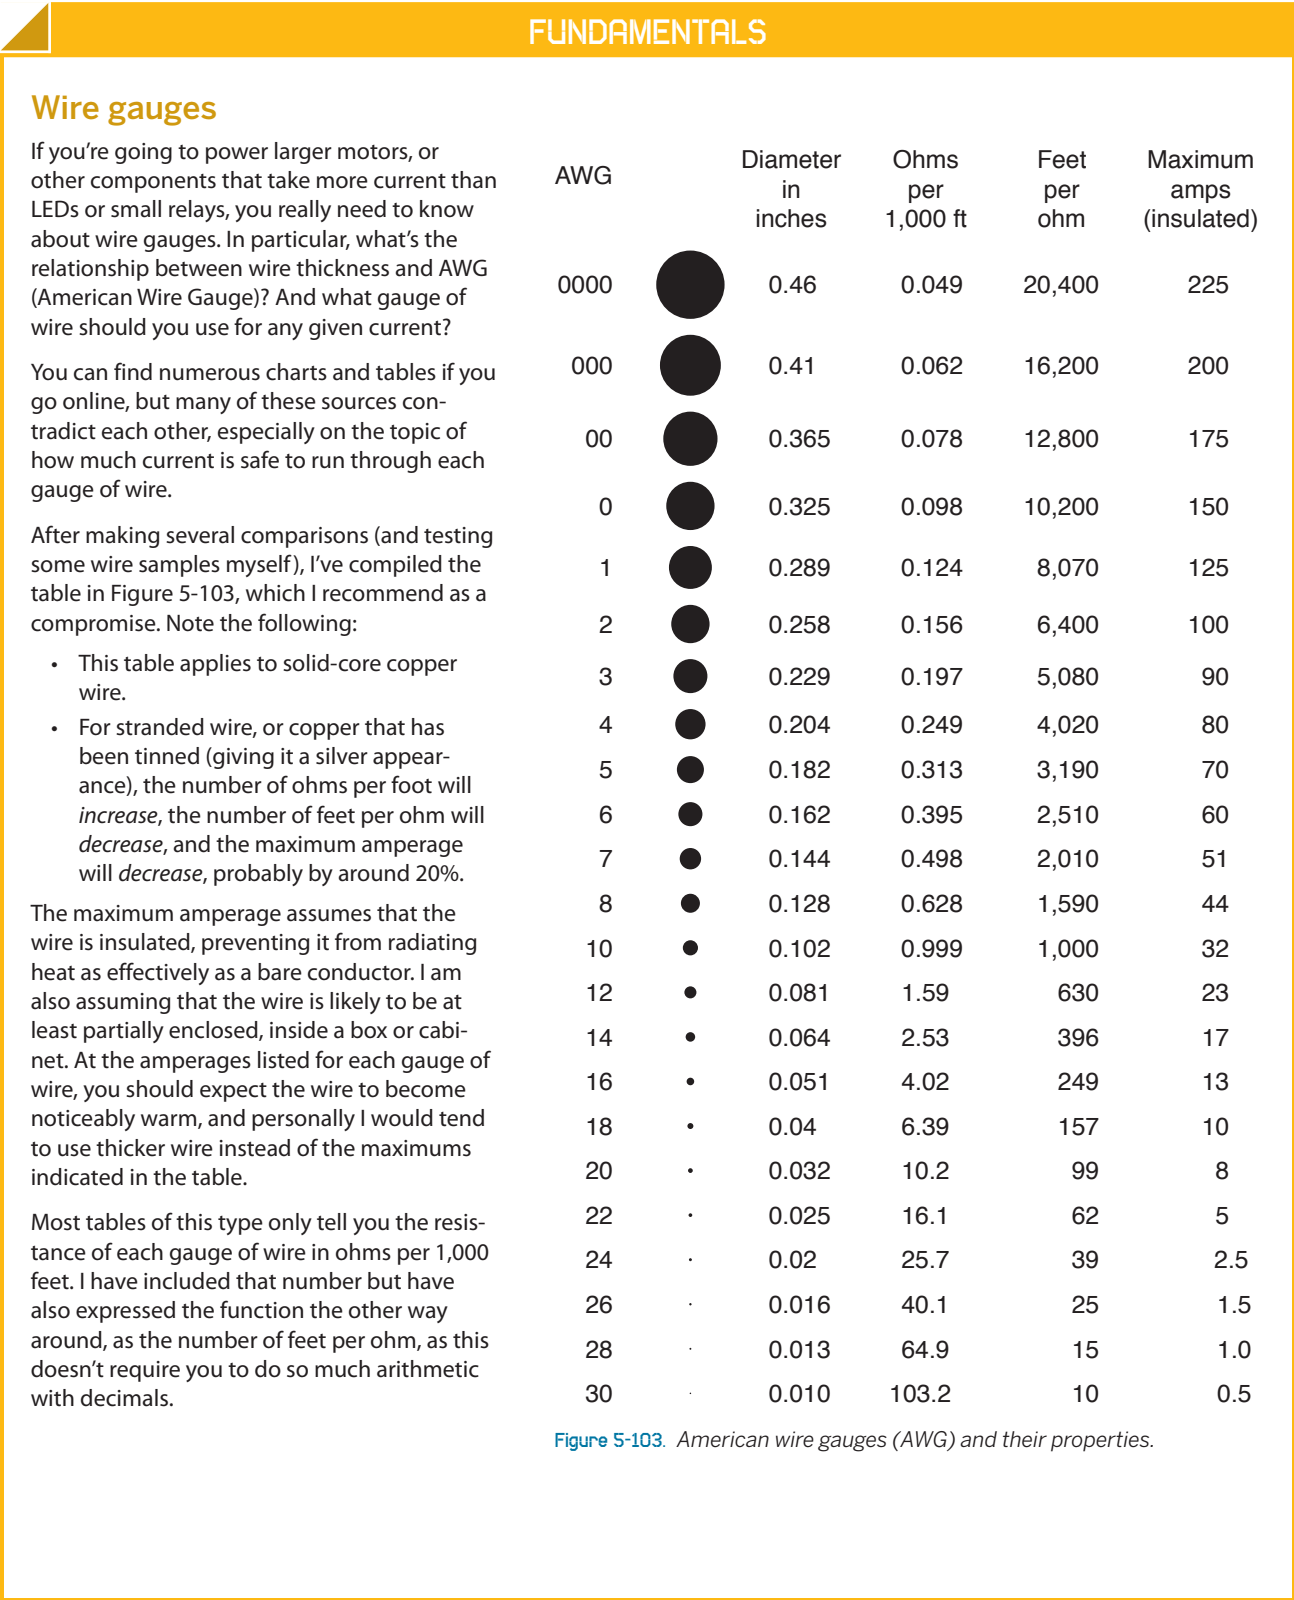 FUNDAMENTALS
Wire gauges
If you’re going to power larger motors, or
other components that take more current than
LEDs or small relays, you really need to know
about wire gauges. In particular, what’s the
relationship between wire thickness and AWG
(American Wire Gauge)? And what gauge of
wire should you use for any given current?
You can find numerous charts and tables if you
go online, but many of these sources con-
tradict each other, especially on the topic of
how much current is safe to run through each
gauge of wire.
After making several comparisons (and testing
some wire samples myself), I’ve compiled the
table in Figure 5-103, which I recommend as a
compromise. Note the following:
• This table applies to solid-core copper
wire.
• For stranded wire, or copper that has
been tinned (giving it a silver appear-
ance), the number of ohms per foot will
increase, the number of feet per ohm will
decrease, and the maximum amperage
will decrease, probably by around 20%.
The maximum amperage assumes that the
wire is insulated, preventing it from radiating
heat as effectively as a bare conductor. I am
also assuming that the wire is likely to be at
least partially enclosed, inside a box or cabi-
net. At the amperages listed for each gauge of
wire, you should expect the wire to become
noticeably warm, and personally I would tend
to use thicker wire instead of the maximums
indicated in the table.
Most tables of this type only tell you the resis-
tance of each gauge of wire in ohms per 1,000
feet. I have included that number but have
also expressed the function the other way
around, as the number of feet per ohm, as this
doesn’t require you to do so much arithmetic
with decimals.
AWG Diameter in inches Ohms per 1,000 ft Feet per ohm Maximum amps (insulated)
0000 0.46 0.049 20,400 225
000 0.41 0.062 16,200 200
00 0.365 0.078 12,800 175
0 0.325 0.098 10,200 150
1 0.289 0.124 8,070 125
2 0.258 0.156 6,400 100
3 0.229 0.197 5,080 90
4 0.204 0.249 4,020 80
5 0.182 0.313 3,190 70
6 0.162 0.395 2,510 60
7 0.144 0.498 2,010 51
8 0.128 0.628 1,590 44
10 0.102 0.999 1,000 32
12 0.081 1.59 630 23
14 0.064 2.53 396 17
16 0.051 4.02 249 13
18 0.04 6.39 157 10
20 0.032 10.2 99 8
22 0.025 16.1 62 5
24 0.02 25.7 39 2.5
26 0.016 40.1 25 1.5
28 0.013 64.9 15 1.0
30 0.010 103.2 10 0.5
Figure 5-103. American wire gauges (AWG) and their properties.